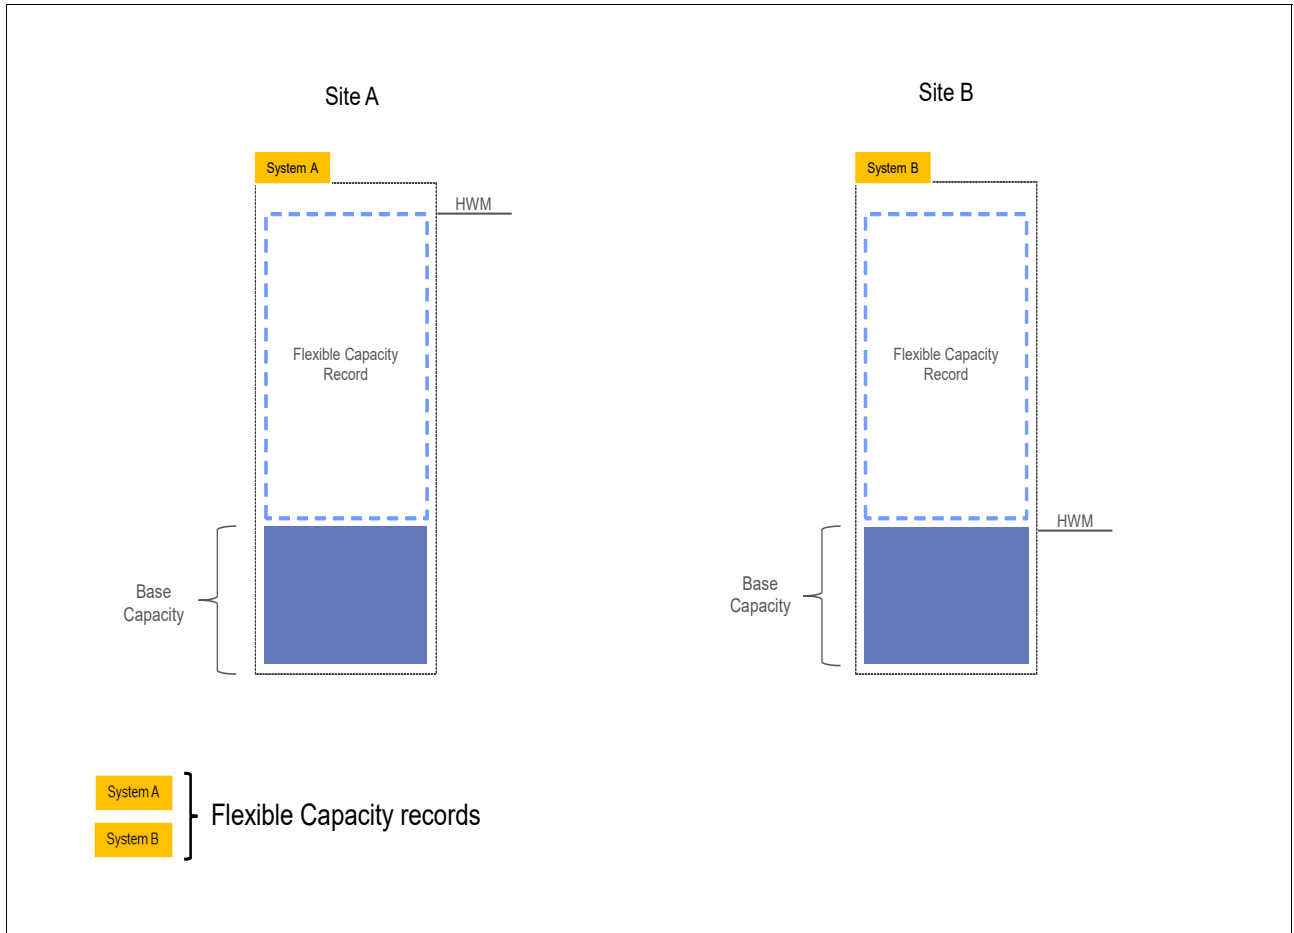 Site A
Site B
System A
System B
HWM
Flexible Capacity
Record
Flexible Capacity
Record
HWM
Base
Capacity
Base
Capacity
System A
System B
Flexible Capacity records